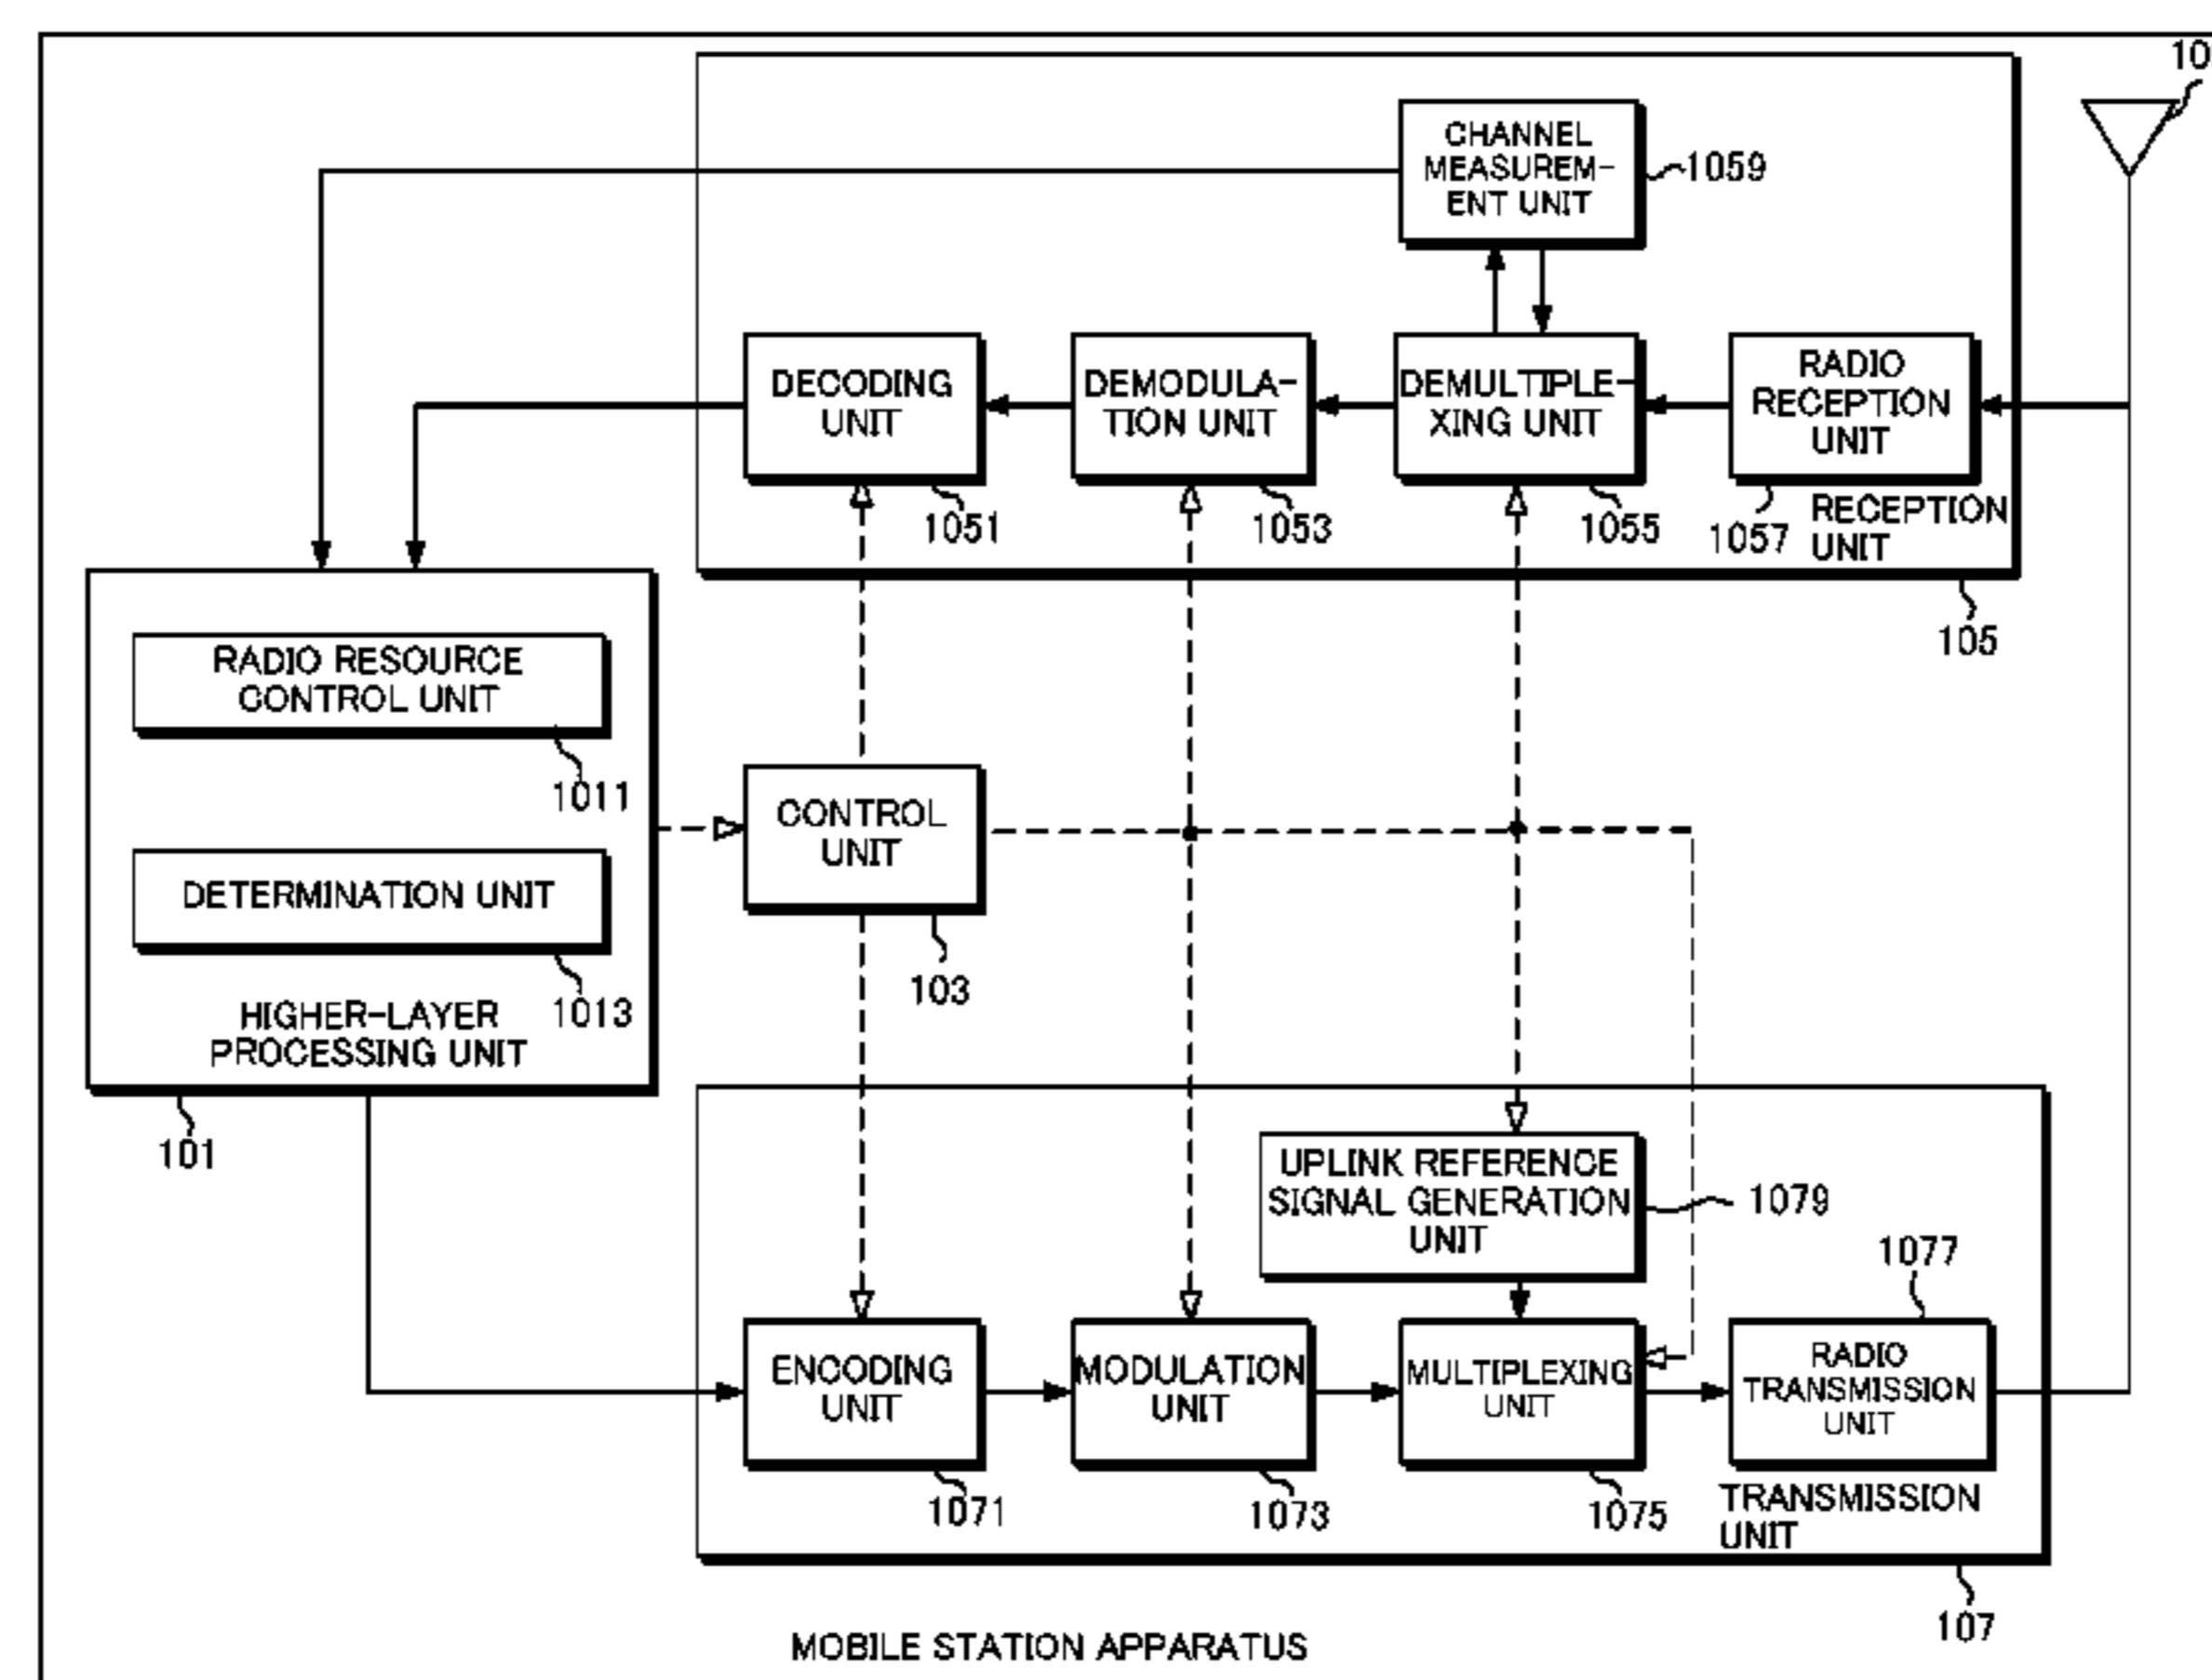 10
CHANNEL
MEASUREM-
ENT UNIT
1059
DECODING
UNIT
1051
DEMODULA-
TION UNIT
1053
DEMULTIPLE-
XING UNIT
1055
RADIO
RECEPTION
UNIT
1057
RECEPTION
UNIT
105
RADIO RESOURCE
CONTROL UNIT
1011
DETERMINATION UNIT
1013
HIGHER-LAYER
PROCESSING UNIT
101
CONTROL
UNIT
103
UPLINK REFERENCE
SIGNAL GENERATION
UNIT
1079
1077
ENCODING
UNIT
1071
MODULATION
UNIT
1073
MULTIPLEXING
UNIT
1075
RADIO
TRANSMISSION
UNIT
TRANSMISSION
UNIT
107
MOBILE STATION APPARATUS